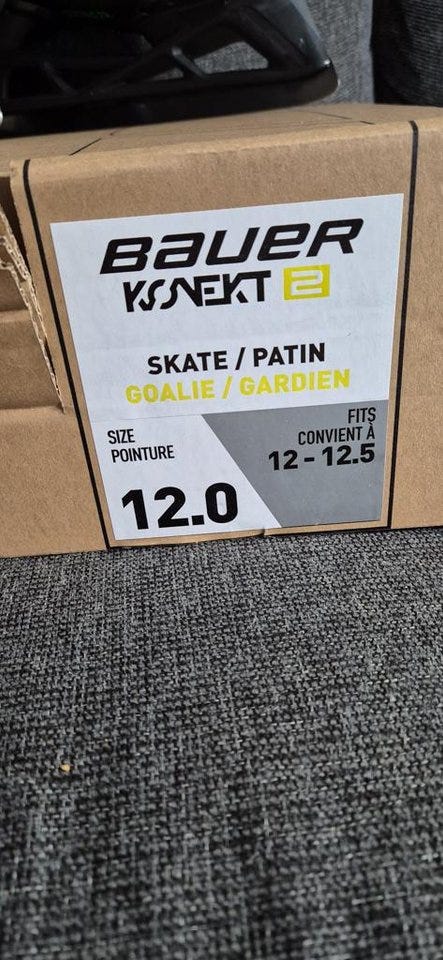 BAUER
KONEKT 2
SKATE / PATIN
GOALIE / GARDIEN
SIZE
POINTURE
12.0
FITS
CONVIENT À
12 - 12.5